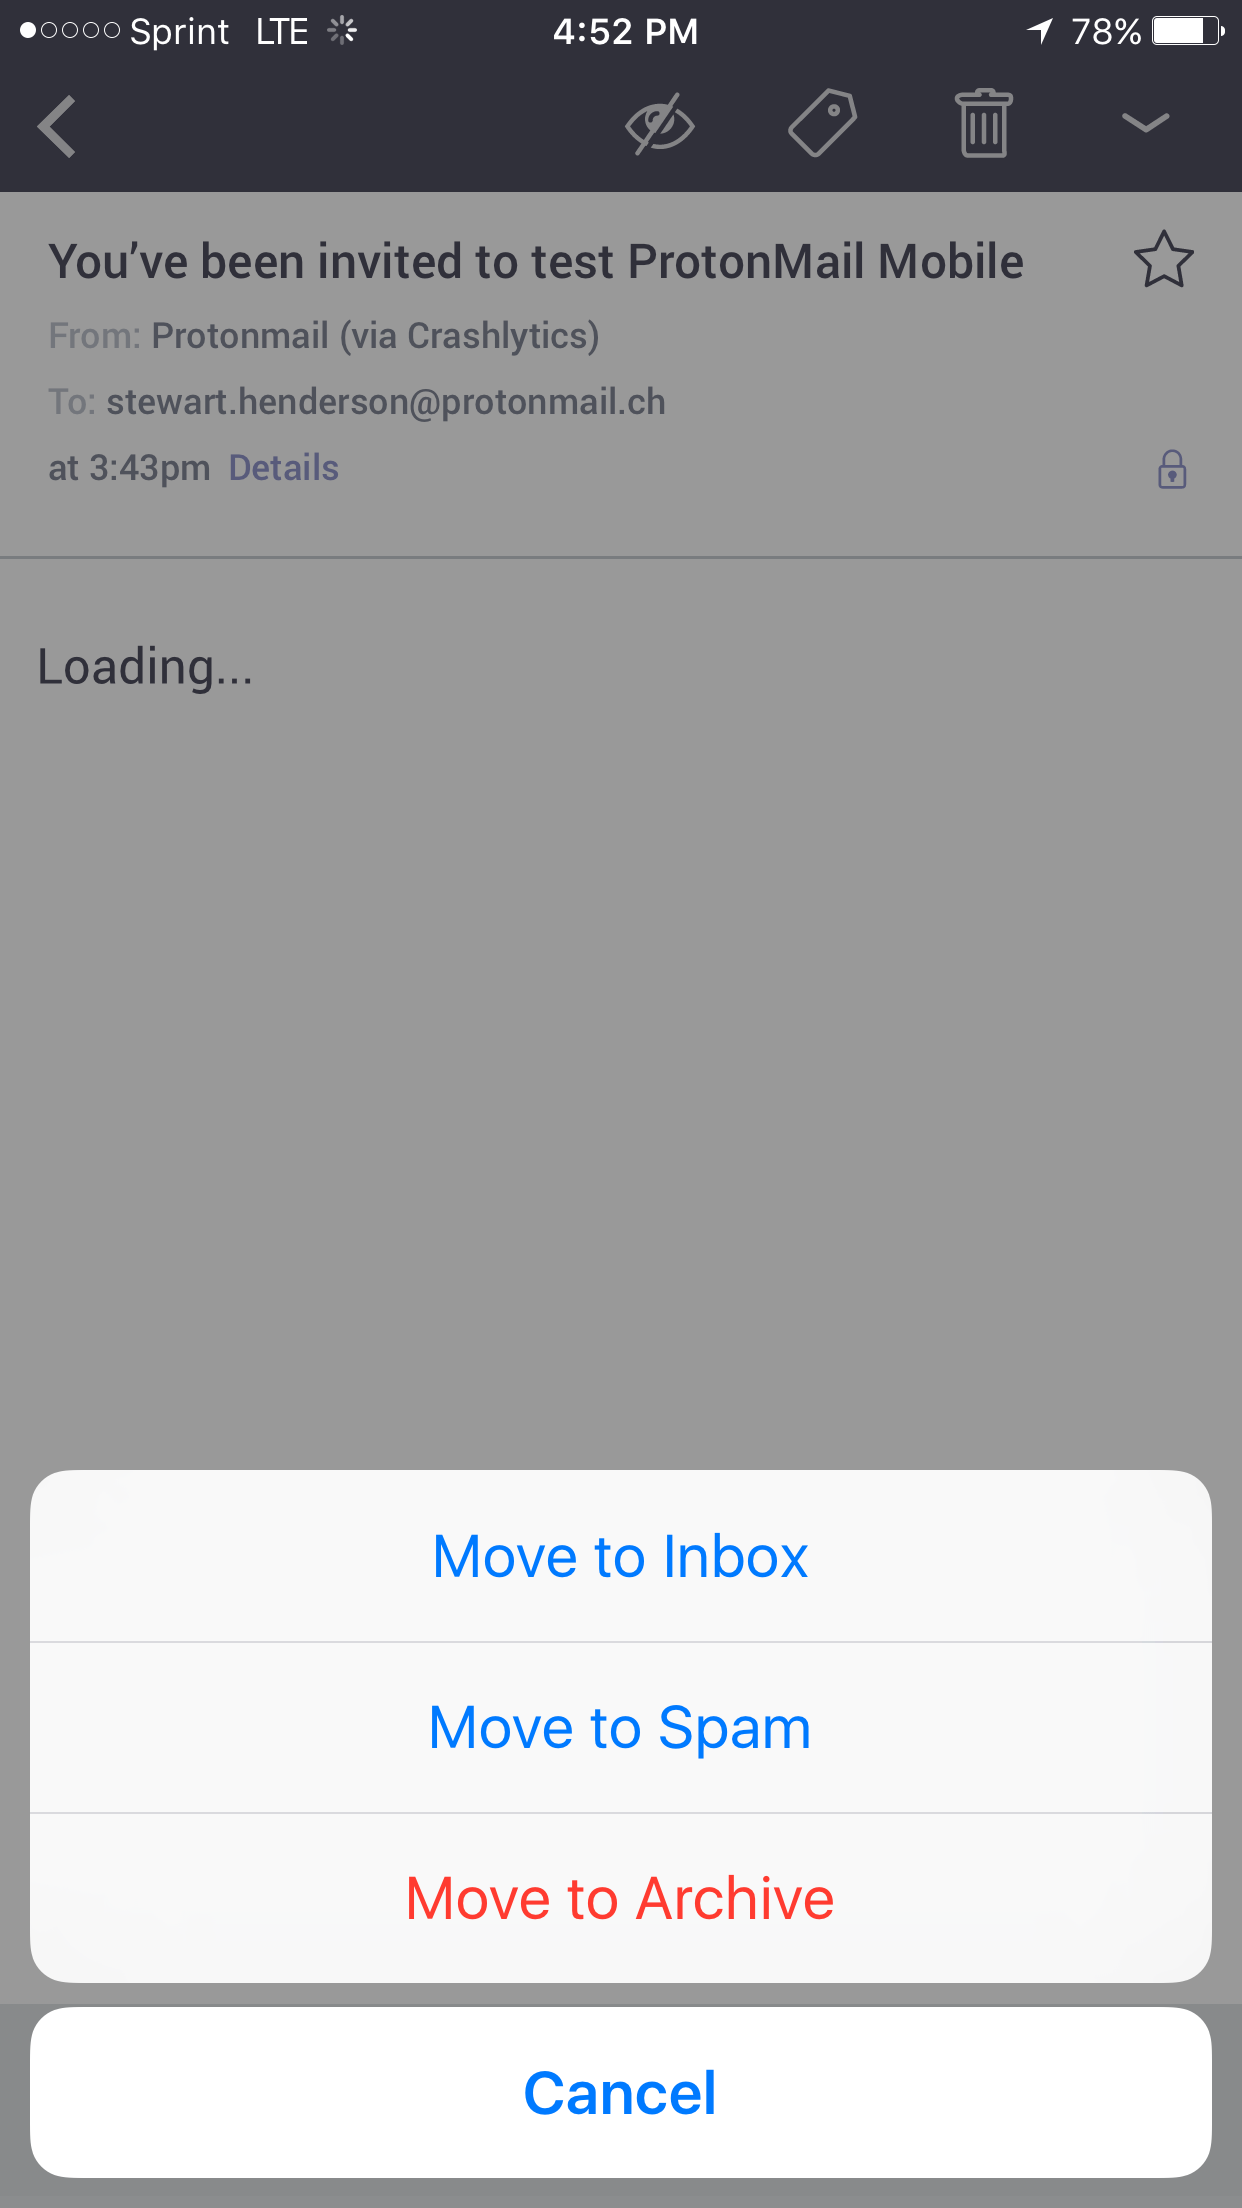 Sprint LTE 4:52 PM 78%
You’ve been invited to test ProtonMail Mobile
From: Protonmail (via Crashlytics)
To: stewart.henderson@protonmail.ch
at 3:43pm Details
Loading...
Move to Inbox
Move to Spam
Move to Archive
Cancel